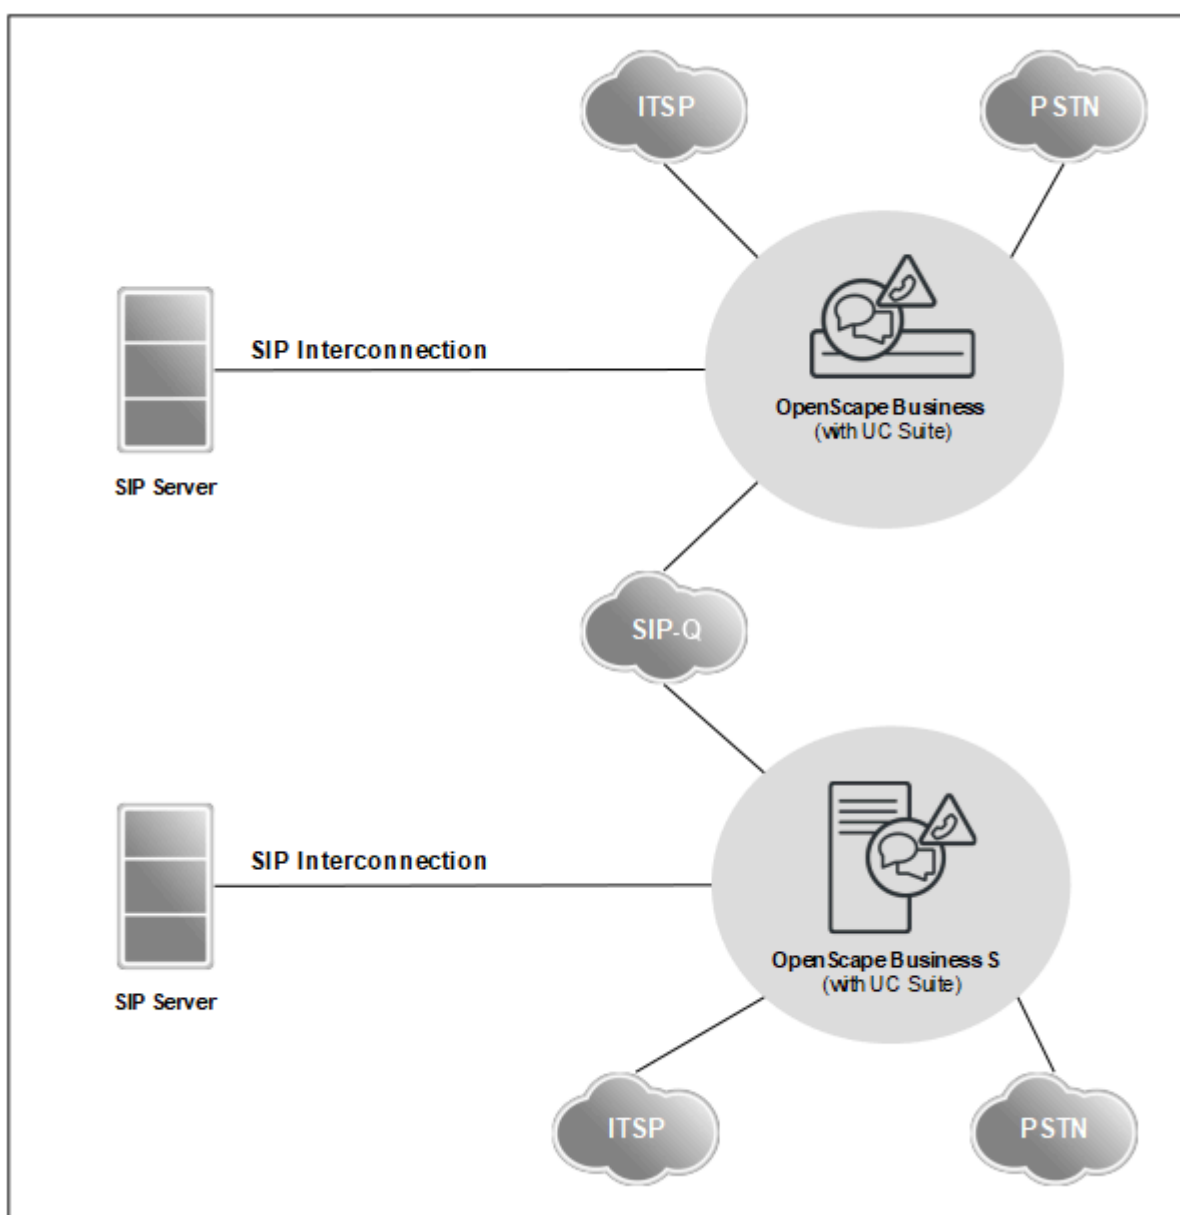 ITSP
PSTN
SIP Interconnection
OpenScape Business
(with UC Suite)
SIP Server
SIP-Q
SIP Interconnection
OpenScape Business S
(with UC Suite)
SIP Server
ITSP
PSTN